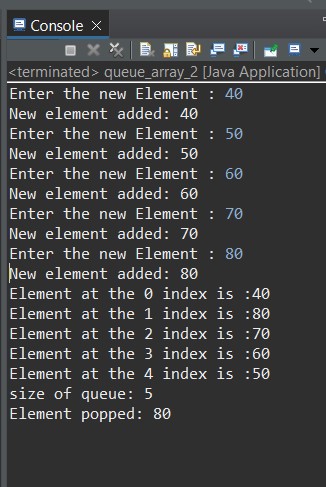 Console
<terminated> queue_array_2 [Java Application]
Enter the new Element : 40
New element added: 40
Enter the new Element : 50
New element added: 50
Enter the new Element : 60
New element added: 60
Enter the new Element : 70
New element added: 70
Enter the new Element : 80
New element added: 80
Element at the 0 index is :40
Element at the 1 index is :80
Element at the 2 index is :70
Element at the 3 index is :60
Element at the 4 index is :50
size of queue: 5
Element popped: 80